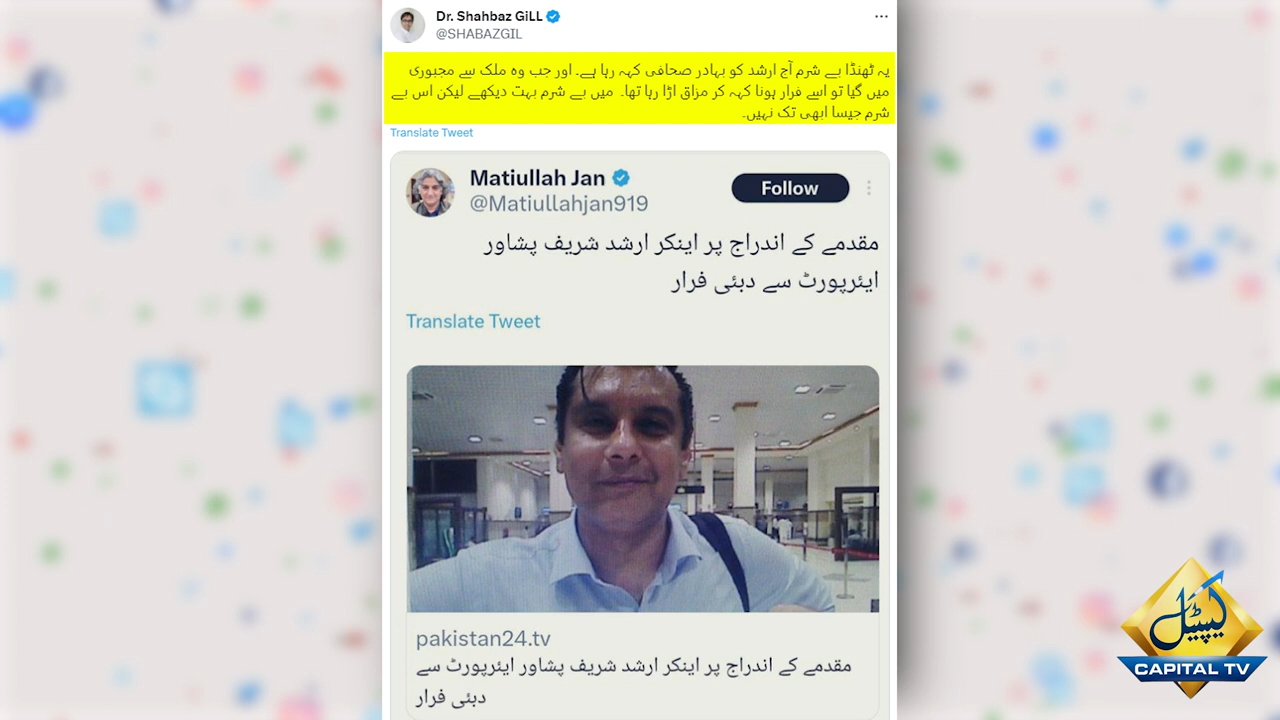 Dr. Shahbaz GiLL
@SHABAZGIL
یہ ٹھنڈا بے شرم آج ارشد کو بہادر صحافی کہہ رہا ہے۔ اور جب وہ ملک سے مجبوری
میں گیا تو اسے فرار ہونا کہہ کر مزاق اڑا رہا تھا۔ میں بے شرم بہت دیکھے لیکن اس بے
شرم جیسا ابھی تک نہیں۔
Translate Tweet
Matiullah Jan
@Matiullahjan919
Follow
مقدمے کے اندراج پر اینکر ارشد شریف پشاور
ایئرپورٹ سے دبئی فرار
Translate Tweet
pakistan24.tv
مقدمے کے اندراج پر اینکر ارشد شریف پشاور ایئرپورٹ سے
دبئی فرار
کیپیٹل
CAPITAL TV